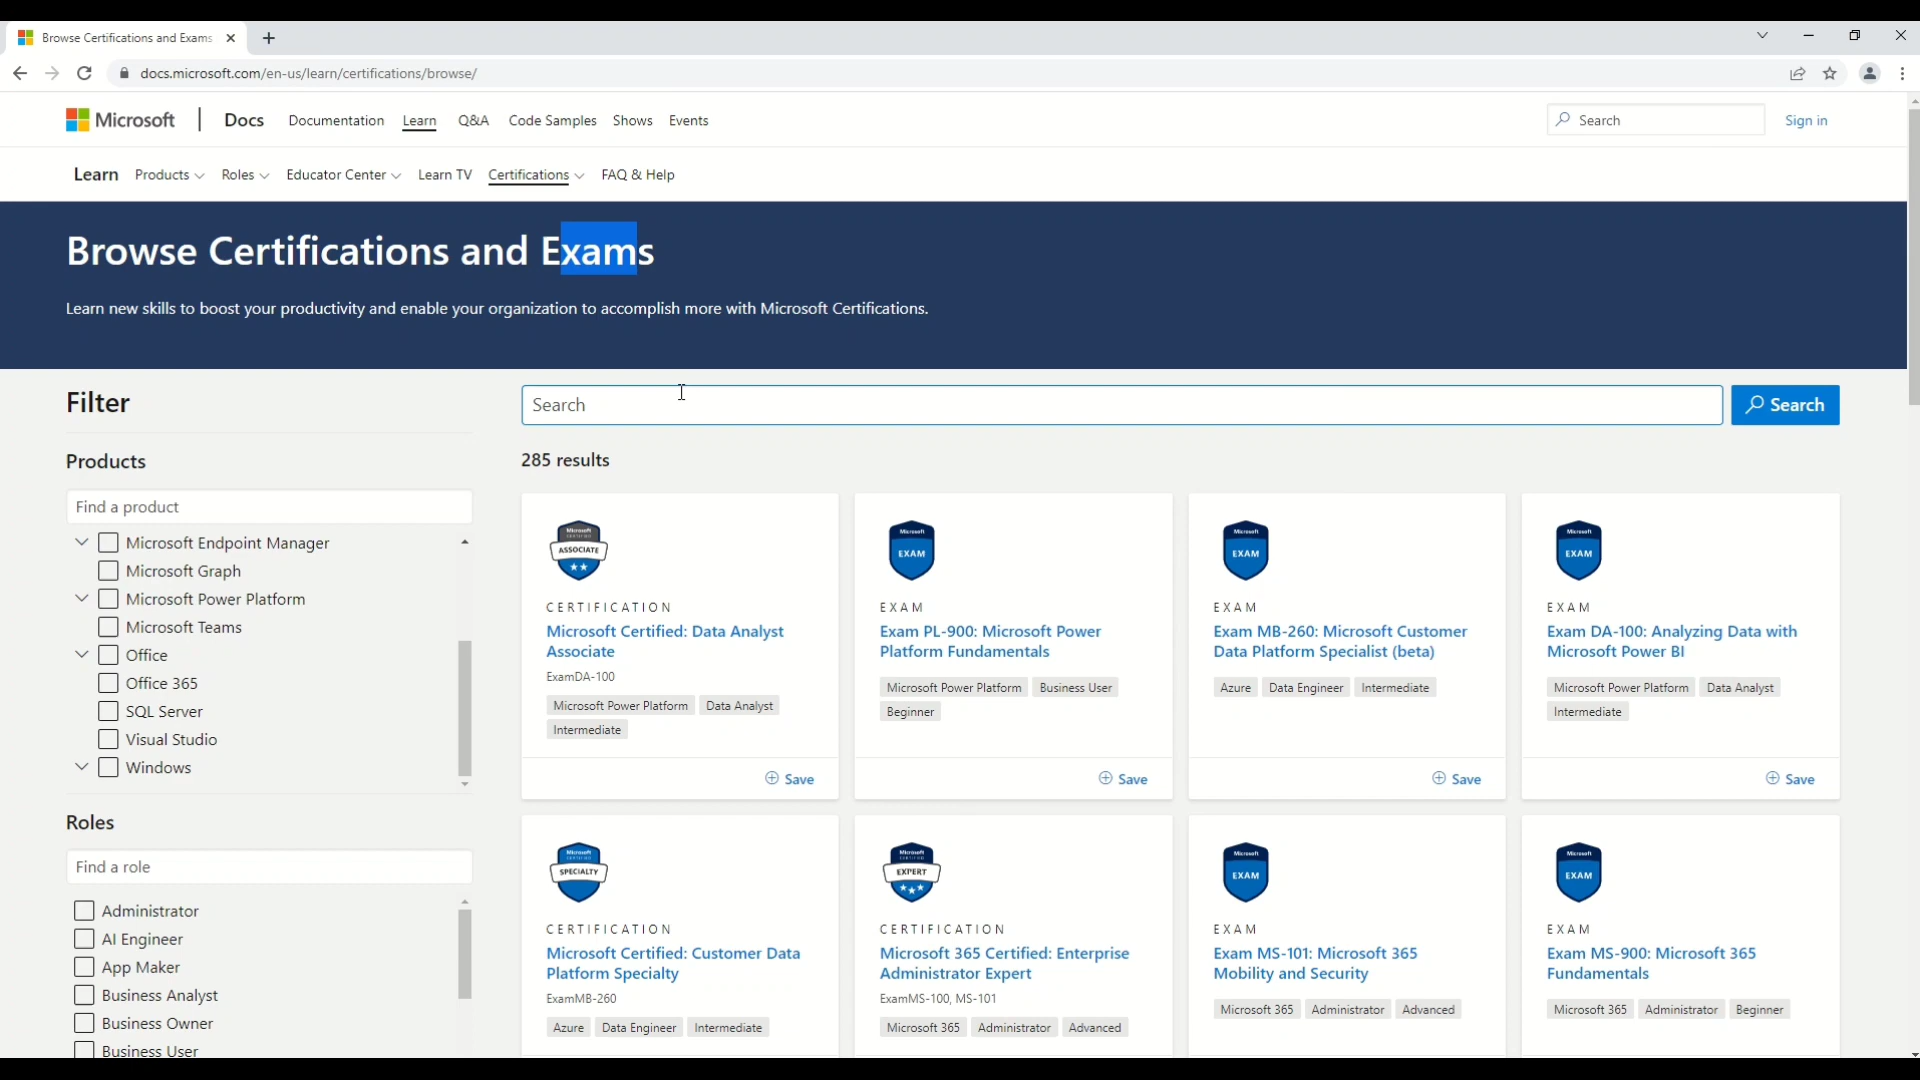 Browse Certifications and Exams
docs.microsoft.com/en-us/learn/certifications/browse/
Microsoft Docs Documentation Learn Q&A Code Samples Shows Events Search Sign in
Learn Products Roles Educator Center Learn TV Certifications FAQ & Help
Browse Certifications and Exams
Learn new skills to boost your productivity and enable your organization to accomplish more with Microsoft Certifications.
Filter
Products
Find a product
Microsoft Endpoint Manager
Microsoft Graph
Microsoft Power Platform
Microsoft Teams
Office
Office 365
SQL Server
Visual Studio
Windows
Roles
Find a role
Administrator
AI Engineer
App Maker
Business Analyst
Business Owner
Business User
Search Search
285 results
Microsoft
CERTIFIED
ASSOCIATE
CERTIFICATION
Microsoft Certified: Data Analyst
Associate
ExamDA-100
Microsoft Power Platform Data Analyst
Intermediate
Save
Microsoft
EXAM
EXAM
Exam PL-900: Microsoft Power
Platform Fundamentals
Microsoft Power Platform Business User
Beginner
Save
Microsoft
EXAM
EXAM
Exam MB-260: Microsoft Customer
Data Platform Specialist (beta)
Azure Data Engineer Intermediate
Save
Microsoft
EXAM
EXAM
Exam DA-100: Analyzing Data with
Microsoft Power BI
Microsoft Power Platform Data Analyst
Intermediate
Save
Microsoft
CERTIFIED
SPECIALTY
CERTIFICATION
Microsoft Certified: Customer Data
Platform Specialty
ExamMB-260
Azure Data Engineer Intermediate
Microsoft
CERTIFIED
EXPERT
CERTIFICATION
Microsoft 365 Certified: Enterprise
Administrator Expert
ExamMS-100, MS-101
Microsoft 365 Administrator Advanced
Microsoft
EXAM
EXAM
Exam MS-101: Microsoft 365
Mobility and Security
Microsoft 365 Administrator Advanced
Microsoft
EXAM
EXAM
Exam MS-900: Microsoft 365
Fundamentals
Microsoft 365 Administrator Beginner